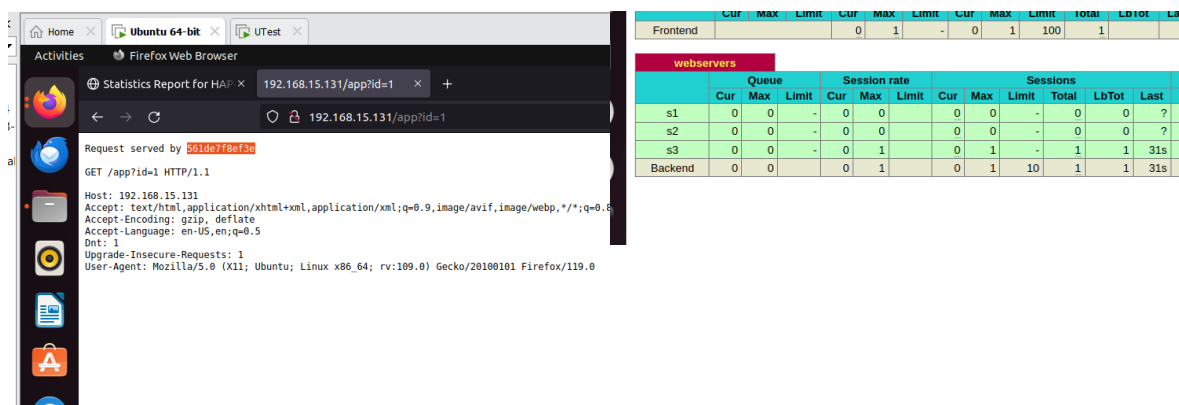 Home
Ubuntu 64-bit
UTest
Activities
Firefox Web Browser
Statistics Report for HAP
192.168.15.131/app?id=1
192.168.15.131/app?id=1
Request served by 561de7f8ef3e
GET /app?id=1 HTTP/1.1
Host: 192.168.15.131
Accept: text/html,application/xhtml+xml,application/xml;q=0.9,image/avif,image/webp,*/*;q=0.8
Accept-Encoding: gzip, deflate
Accept-Language: en-US,en;q=0.5
Dnt: 1
Upgrade-Insecure-Requests: 1
User-Agent: Mozilla/5.0 (X11; Ubuntu; Linux x86_64; rv:109.0) Gecko/20100101 Firefox/119.0
Cur Max Limit Cur Max Limit Cur Max Limit Total LbTot La
Frontend 0 1 - 0 1 100 1
webservers
Queue Session rate Sessions
Cur Max Limit Cur Max Limit Cur Max Limit Total LbTot Last
s1 0 0 - 0 0 0 0 - 0 0 ?
s2 0 0 - 0 0 0 0 - 0 0 ?
s3 0 0 - 0 1 0 1 - 1 1 31s
Backend 0 0 0 1 0 1 10 1 1 31s